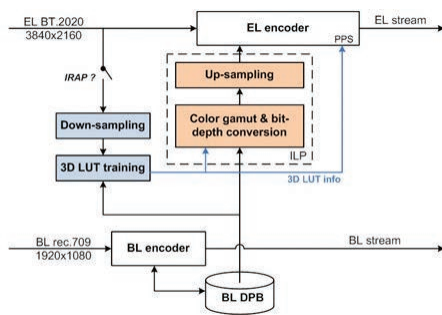 EL BT.2020
3840x2160
EL encoder
PPS
EL stream
IRAP ?
Up-sampling
Down-sampling
Color gamut & bit-
depth conversion
ILP
3D LUT training
3D LUT info
BL rec.709
1920x1080
BL encoder
BL stream
BL DPB